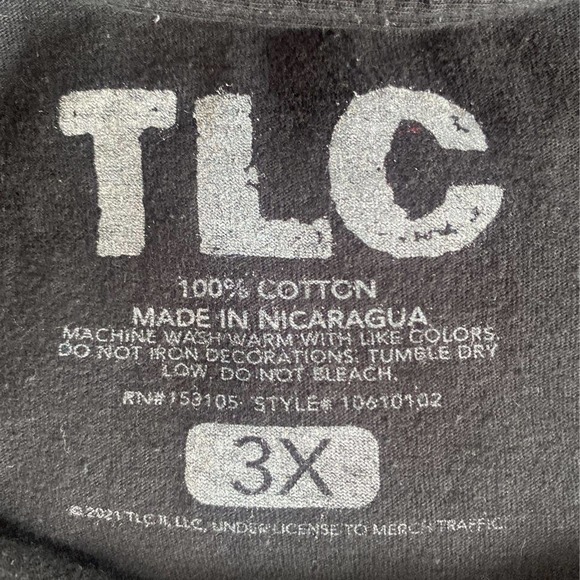 TLC
100% COTTON
MADE IN NICARAGUA
MACHINE WASH WARM WITH LIKE COLORS.
DO NOT IRON DECORATIONS. TUMBLE DRY
LOW, DO NOT BLEACH.
RN#153105 STYLE# 10610102
3X
© 2021 TLC II, LLC, UNDER LICENSE TO MERCH TRAFFIC